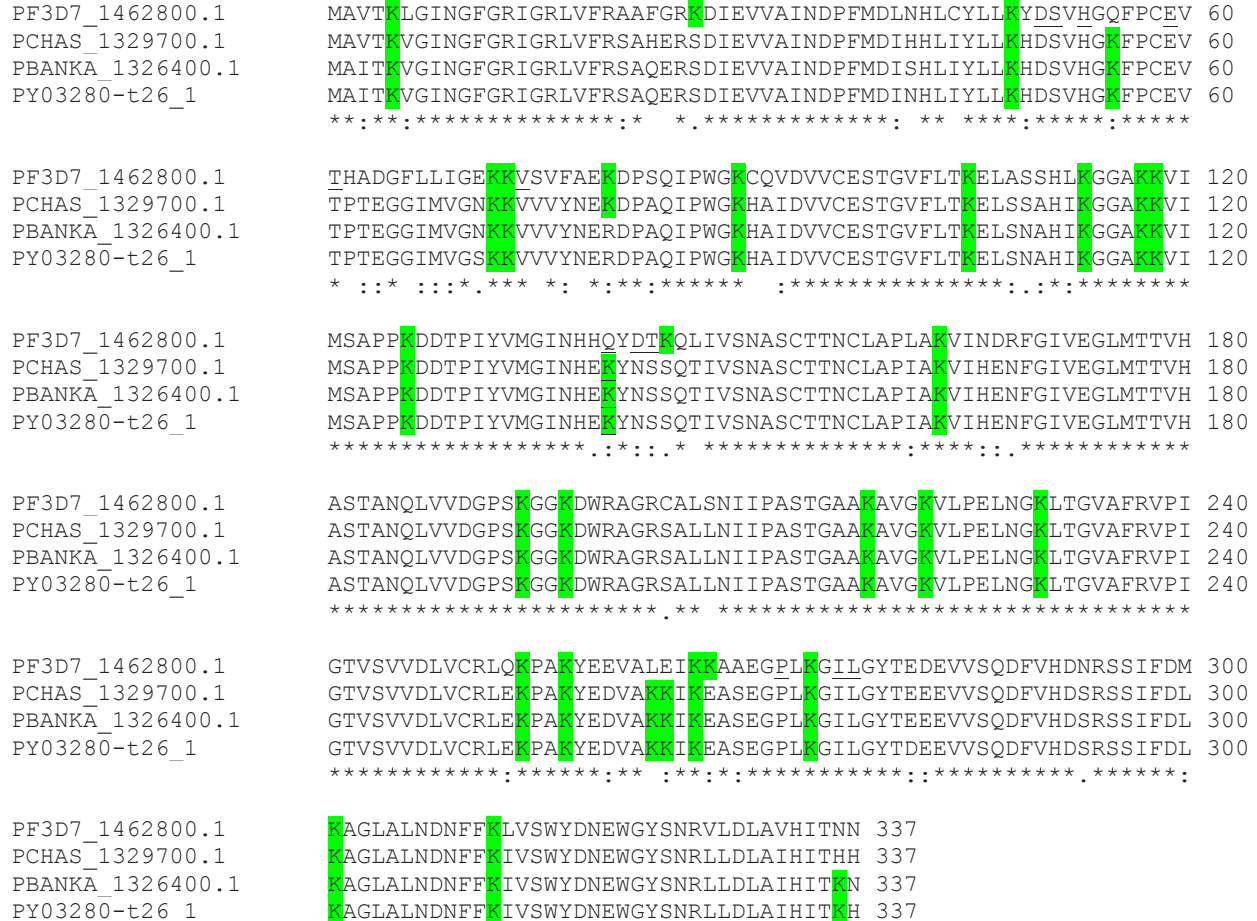 PF3D7_1462800.1 MAVTKLGINGFGRIGRLVFRAAFGRKDIEVVAINDPFMDLNHLCYLLKYDSVHGQFPCEV 60
PCHAS_1329700.1 MAVTKVGINGFGRIGRLVFRSAHERSDIEVVAINDPFMDIHHLIYLLKHDSVHGKFPCEV 60
PBANKA_1326400.1 MAITKVGINGFGRIGRLVFRSAQERSDIEVVAINDPFMDISHLIYLLKHDSVHGKFPCEV 60
PY03280-t26_1 MAITKVGINGFGRIGRLVFRSAQERSDIEVVAINDPFMDINHLIYLLKHDSVHGKFPCEV 60
**:**:**************:*  *.*************: ** ****:*****:*****
PF3D7_1462800.1 THADGFLLIGEKKVSVFAEKDPSQIPWGKCQVDVVCESTGVFLTKELASSHLKGGAKKVI 120
PCHAS_1329700.1 TPTEGGIMVGNKKVVVYNEKDPAQIPWGKHAIDVVCESTGVFLTKELSSAHIKGGAKKVI 120
PBANKA_1326400.1 TPTEGGIMVGNKKVVVYNERDPAQIPWGKHAIDVVCESTGVFLTKELSNAHIKGGAKKVI 120
PY03280-t26_1 TPTEGGIMVGSKKVVVYNERDPAQIPWGKHAIDVVCESTGVFLTKELSNAHIKGGAKKVI 120
* ::* :::*.*** *: *:**:******  :***************:.:*:********
PF3D7_1462800.1 MSAPPKDDTPIYVMGINHHQYDTKQLIVSNASCTTNCLAPLAKVINDRFGIVEGLMTTVH 180
PCHAS_1329700.1 MSAPPKDDTPIYVMGINHEKYNSSQTIVSNASCTTNCLAPIAKVIHENFGIVEGLMTTVH 180
PBANKA_1326400.1 MSAPPKDDTPIYVMGINHEKYNSSQTIVSNASCTTNCLAPIAKVIHENFGIVEGLMTTVH 180
PY03280-t26_1 MSAPPKDDTPIYVMGINHEKYNSSQTIVSNASCTTNCLAPIAKVIHENFGIVEGLMTTVH 180
******************.:*::.* **************:****::.************
PF3D7_1462800.1 ASTANQLVVDGPSKGGKDWRAGRCALSNIIPASTGAAKAVGKVLPELNGKLTGVAFRVPI 240
PCHAS_1329700.1 ASTANQLVVDGPSKGGKDWRAGRSALLNIIPASTGAAKAVGKVLPELNGKLTGVAFRVPI 240
PBANKA_1326400.1 ASTANQLVVDGPSKGGKDWRAGRSALLNIIPASTGAAKAVGKVLPELNGKLTGVAFRVPI 240
PY03280-t26_1 ASTANQLVVDGPSKGGKDWRAGRSALLNIIPASTGAAKAVGKVLPELNGKLTGVAFRVPI 240
***********************.** *********************************
PF3D7_1462800.1 GTVSVVDLVCRLQKPAKYEEVALEIKKAAEGPLKGILGYTEDEVVSQDFVHDNRSSIFDM 300
PCHAS_1329700.1 GTVSVVDLVCRLEKPAKYEDVAKKIKEASEGPLKGILGYTEEEVVSQDFVHDSRSSIFDL 300
PBANKA_1326400.1 GTVSVVDLVCRLEKPAKYEDVAKKIKEASEGPLKGILGYTEEEVVSQDFVHDSRSSIFDL 300
PY03280-t26_1 GTVSVVDLVCRLEKPAKYEDVAKKIKEASEGPLKGILGYTDEEVVSQDFVHDSRSSIFDL 300
************:******:** :**:*:***********::**********.******:
PF3D7_1462800.1 KAGLALNDNFFKLVSWYDNEWGYSNRVLDLAVHITNN 337
PCHAS_1329700.1 KAGLALNDNFFKIVSWYDNEWGYSNRLLDLAIHITHH 337
PBANKA_1326400.1 KAGLALNDNFFKIVSWYDNEWGYSNRLLDLAIHITKN 337
PY03280-t26_1 KAGLALNDNFFKIVSWYDNEWGYSNRLLDLAIHITKH 337